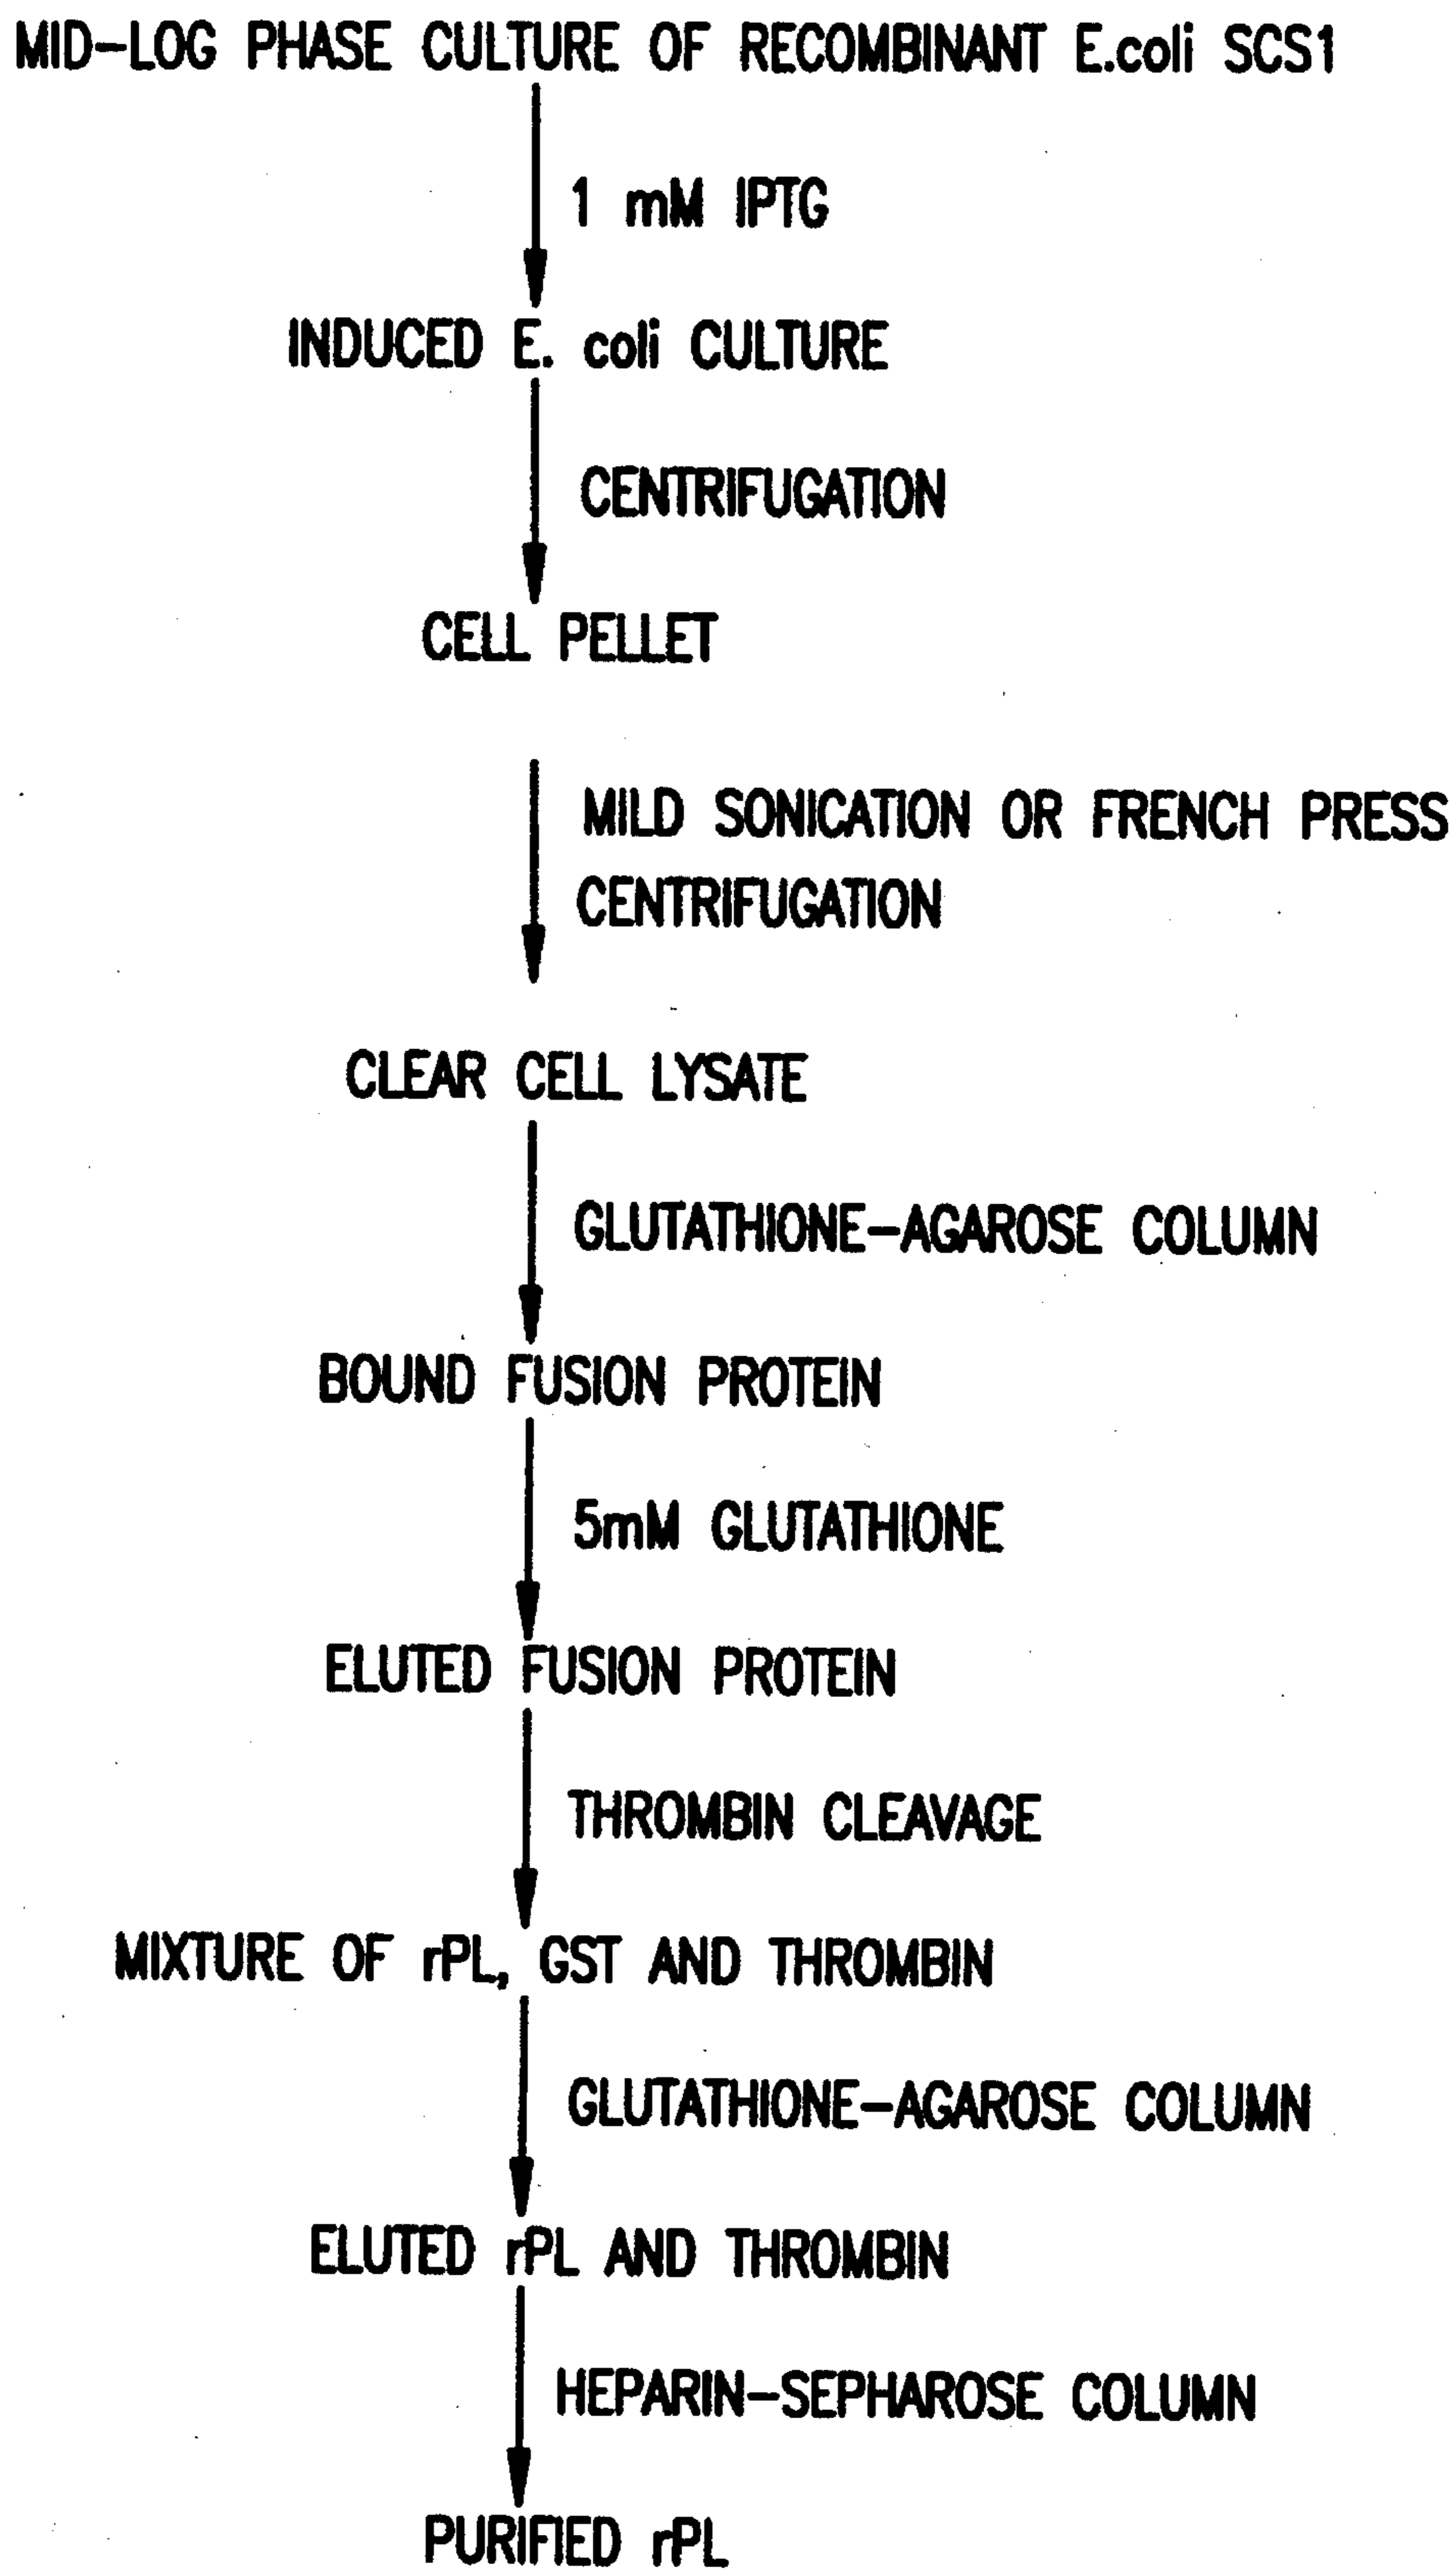 MID-LOG PHASE CULTURE OF RECOMBINANT E.coli SCS1
1 mM IPTG
INDUCED E. coli CULTURE
CENTRIFUGATION
CELL PELLET
MILD SONICATION OR FRENCH PRESS
CENTRIFUGATION
CLEAR CELL LYSATE
GLUTATHIONE-AGAROSE COLUMN
BOUND FUSION PROTEIN
5mM GLUTATHIONE
ELUTED FUSION PROTEIN
THROMBIN CLEAVAGE
MIXTURE OF rPL, GST AND THROMBIN
GLUTATHIONE-AGAROSE COLUMN
ELUTED rPL AND THROMBIN
HEPARIN-SEPHAROSE COLUMN
PURIFIED rPL